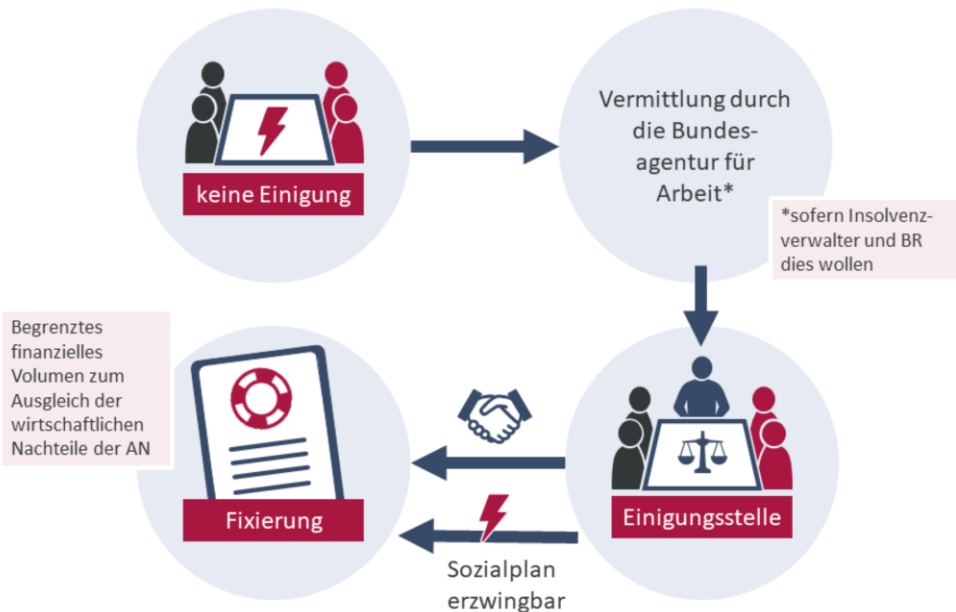 keine Einigung
Vermittlung durch
die Bundes-
agentur für
Arbeit*
*sofern Insolvenz-
verwalter und BR
dies wollen
Einigungsstelle
Sozialplan
erzwingbar
Fixierung
Begrenztes
finanzielles
Volumen zum
Ausgleich der
wirtschaftlichen
Nachteile der AN